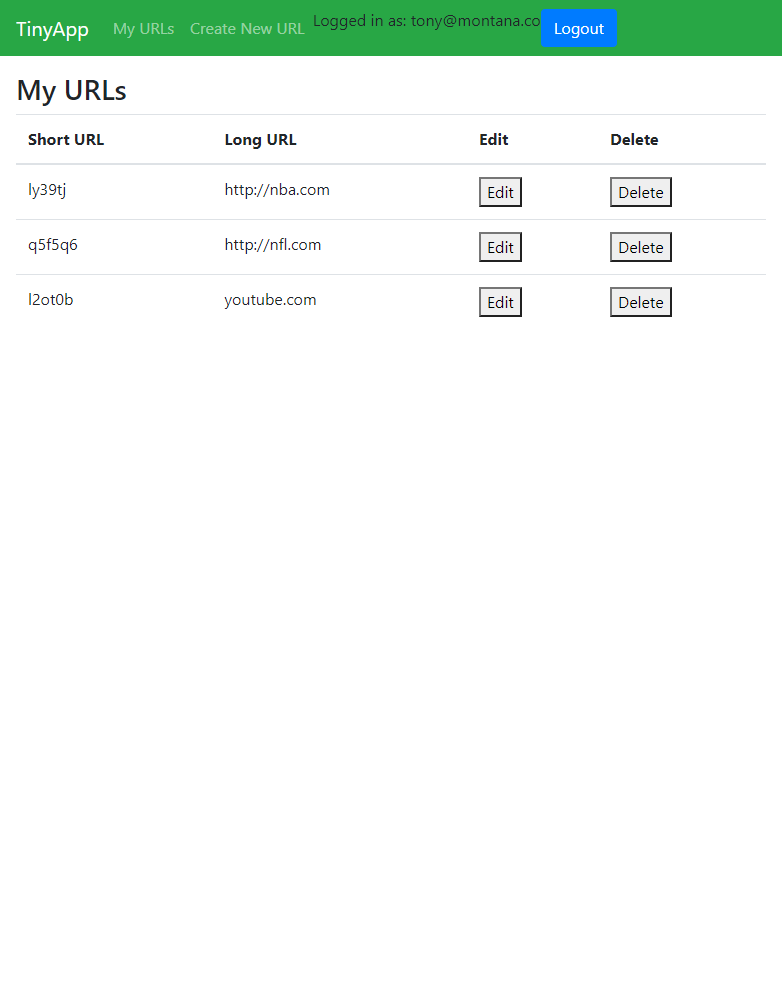 TinyApp My URLs Create New URL Logged in as: tony@montana.co Logout
My URLs
Short URL Long URL Edit Delete
ly39tj http://nba.com Edit Delete
q5f5q6 http://nfl.com Edit Delete
l2ot0b youtube.com Edit Delete